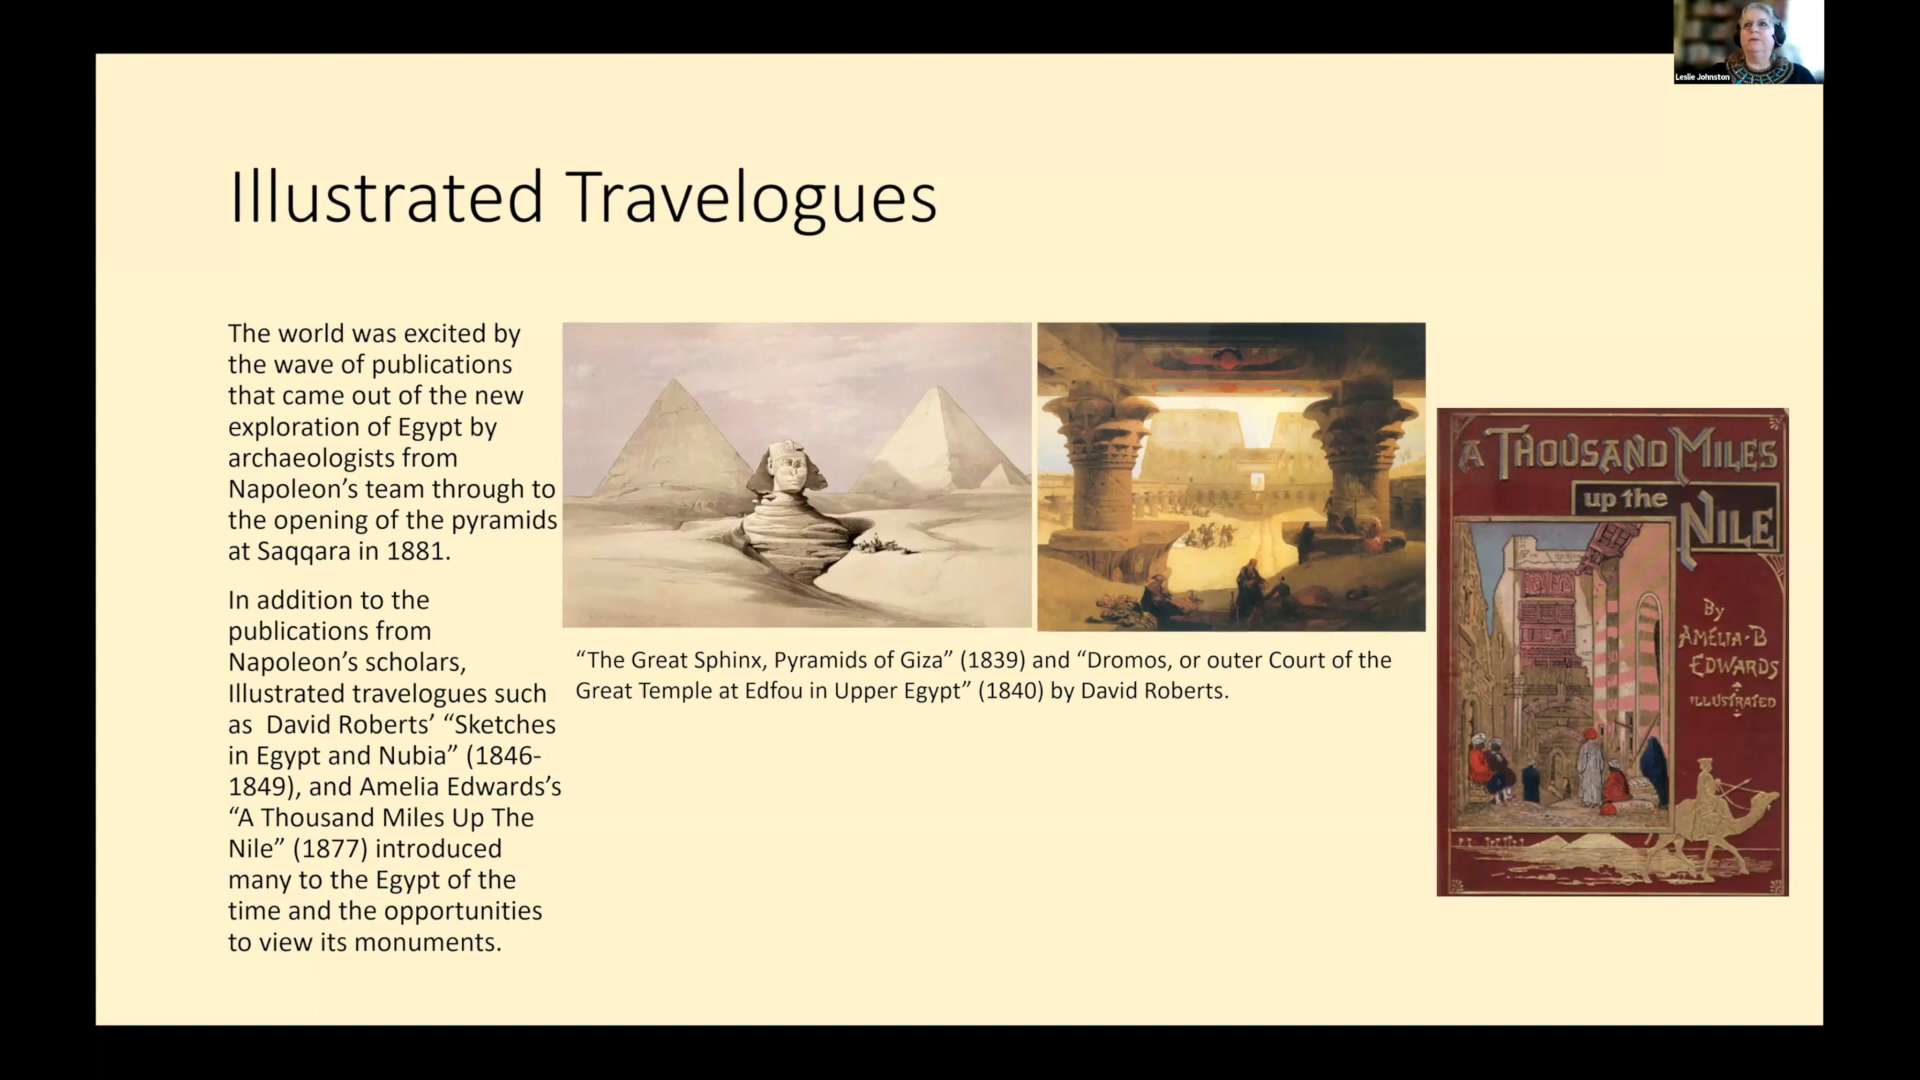 Leslie Johnston
Illustrated Travelogues
The world was excited by
the wave of publications
that came out of the new
exploration of Egypt by
archaeologists from
Napoleon’s team through to
the opening of the pyramids
at Saqqara in 1881.
In addition to the
publications from
Napoleon’s scholars,
Illustrated travelogues such
as  David Roberts’ “Sketches
in Egypt and Nubia” (1846-
1849), and Amelia Edwards’s
“A Thousand Miles Up The
Nile” (1877) introduced
many to the Egypt of the
time and the opportunities
to view its monuments.
“The Great Sphinx, Pyramids of Giza” (1839) and “Dromos, or outer Court of the
Great Temple at Edfou in Upper Egypt” (1840) by David Roberts.
A THOUSAND MILES
up the
NILE
By
AMELIA·B
EDWARDS
ILLUSTRATED